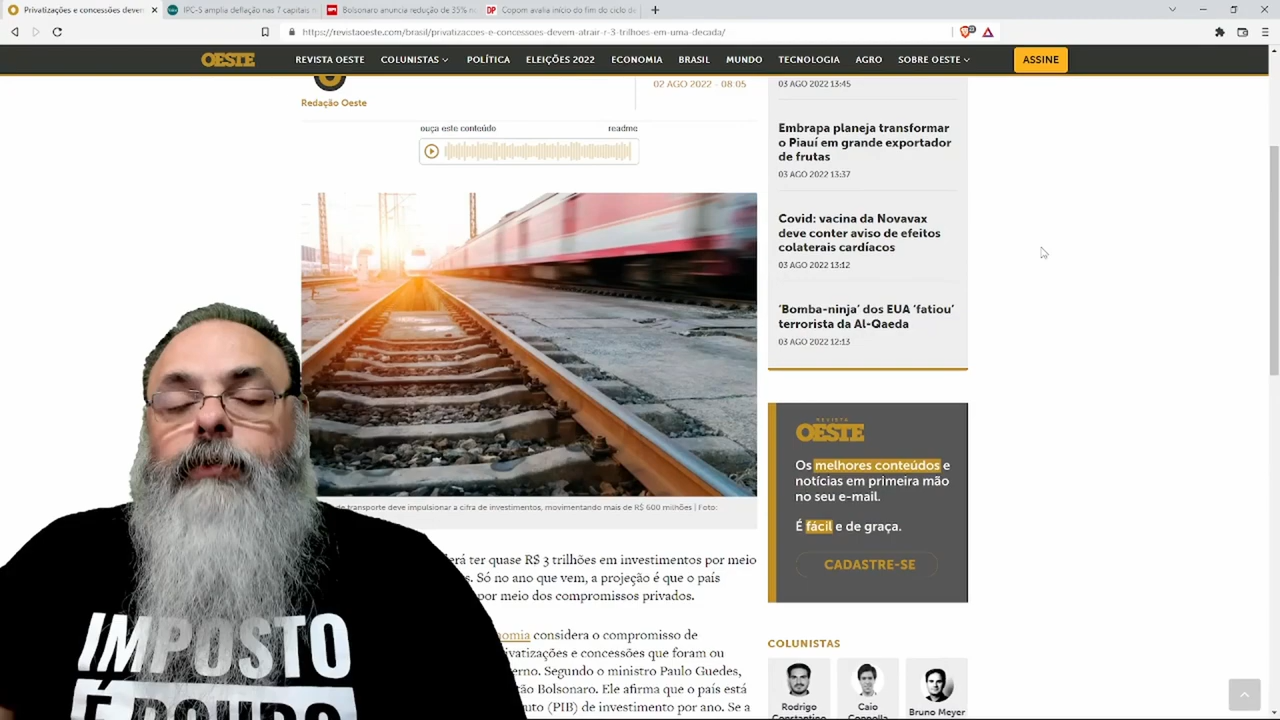 Privatizações e concessões dever
IPC-S amplia deflação nas 7 capitais n
Bolsonaro anuncia redução de 35% n
Copom avalia início do fim do ciclo de
https://revistaoeste.com/brasil/privatizacoes-e-concessoes-devem-atrair-r-3-trilhoes-em-uma-decada/
OESTE
REVISTA OESTE
COLUNISTAS
POLÍTICA
ELEIÇÕES 2022
ECONOMIA
BRASIL
MUNDO
TECNOLOGIA
AGRO
SOBRE OESTE
ASSINE
Redação Oeste
02 AGO 2022 - 08:05
ouça este conteúdo
readme
de transporte deve impulsionar a cifra de investimentos, movimentando mais de R$ 600 milhões | Foto:
erá ter quase R$ 3 trilhões em investimentos por meio
s. Só no ano que vem, a projeção é que o país
por meio dos compromissos privados.
nomia considera o compromisso de
ivatizações e concessões que foram ou
erno. Segundo o ministro Paulo Guedes,
tão Bolsonaro. Ele afirma que o país está
uto (PIB) de investimento por ano. Se a
03 AGO 2022 13:45
Embrapa planeja transformar
o Piauí em grande exportador
de frutas
03 AGO 2022 13:37
Covid: vacina da Novavax
deve conter aviso de efeitos
colaterais cardíacos
03 AGO 2022 13:12
'Bomba-ninja' dos EUA 'fatiou'
terrorista da Al-Qaeda
03 AGO 2022 12:13
REVISTA
OESTE
Os melhores conteúdos e
notícias em primeira mão
no seu e-mail.
É fácil e de graça.
CADASTRE-SE
COLUNISTAS
Rodrigo
Constantino
Caio
Coppolla
Bruno Meyer
IMPOSTO
É ROUBO